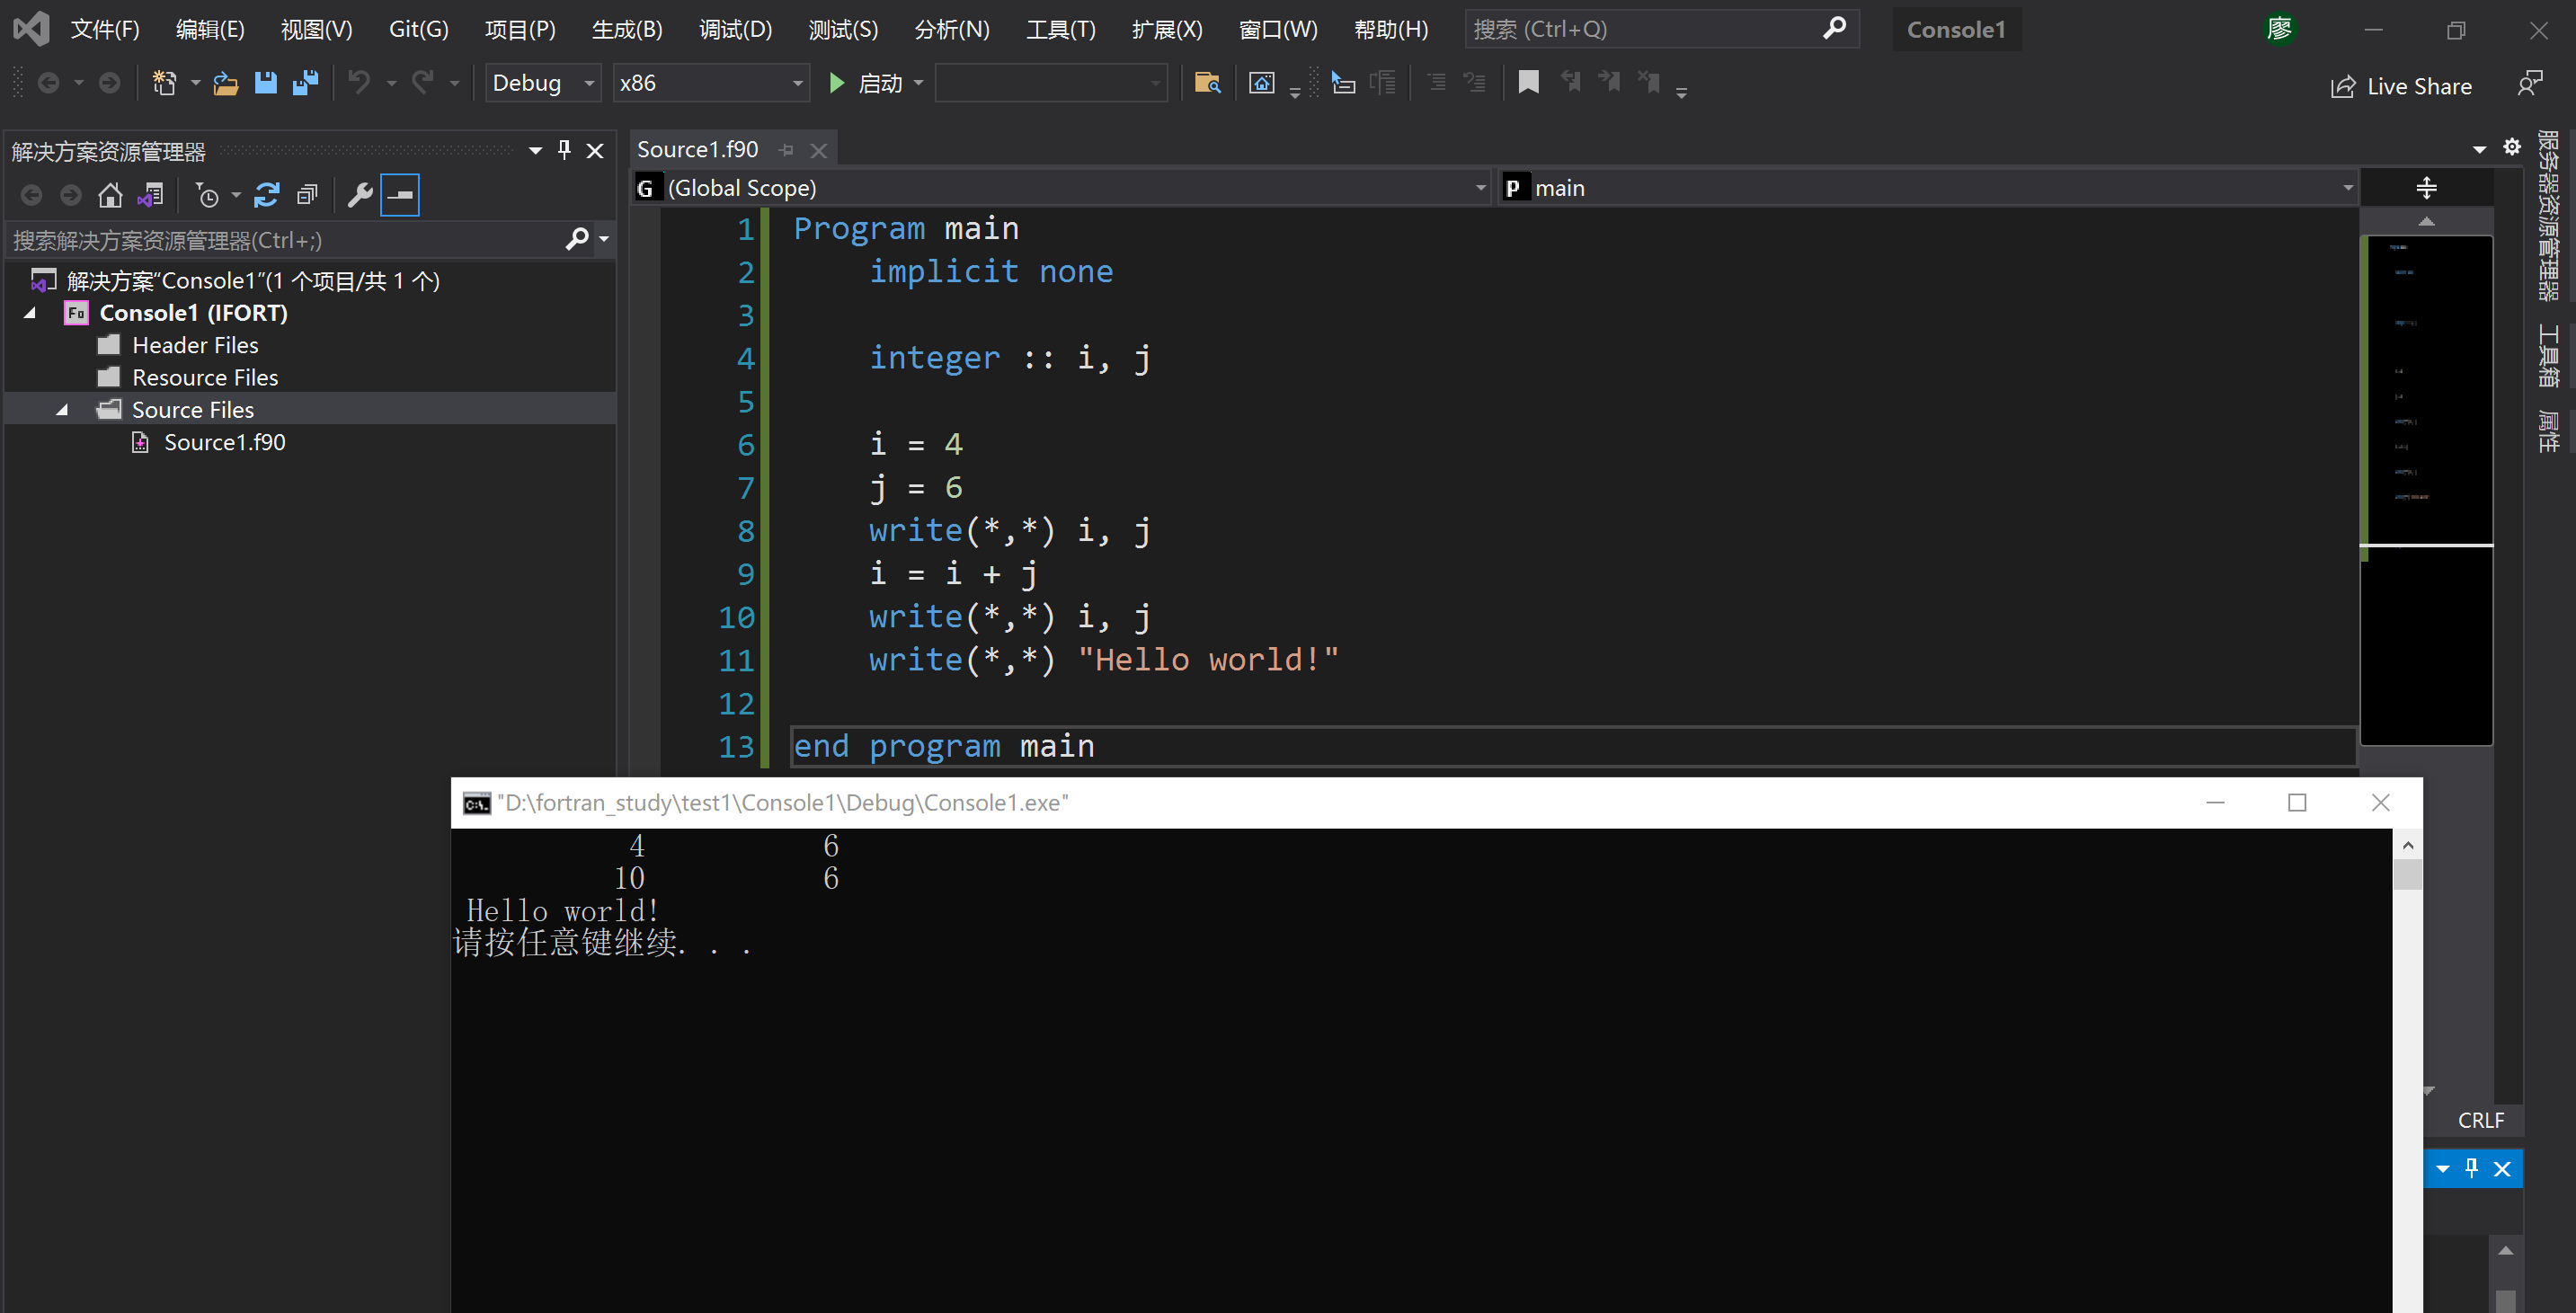 文件(F) 编辑(E) 视图(V) Git(G) 项目(P) 生成(B) 调试(D) 测试(S) 分析(N) 工具(T) 扩展(X) 窗口(W) 帮助(H) 搜索 (Ctrl+Q) Console1 廖
Debug x86 启动 Live Share
解决方案资源管理器
搜索解决方案资源管理器(Ctrl+;)
解决方案“Console1”(1 个项目/共 1 个)
Fo Console1 (IFORT)
Header Files
Resource Files
Source Files
Source1.f90
Source1.f90
G (Global Scope) P main
1 Program main
2 implicit none
3
4 integer :: i, j
5
6 i = 4
7 j = 6
8 write(*,*) i, j
9 i = i + j
10 write(*,*) i, j
11 write(*,*) "Hello world!"
12
13 end program main
服务器资源管理器
工具箱
属性
C:\. "D:\fortran_study\test1\Console1\Debug\Console1.exe"
4 6
10 6
Hello world!
请按任意键继续. . .
CRLF